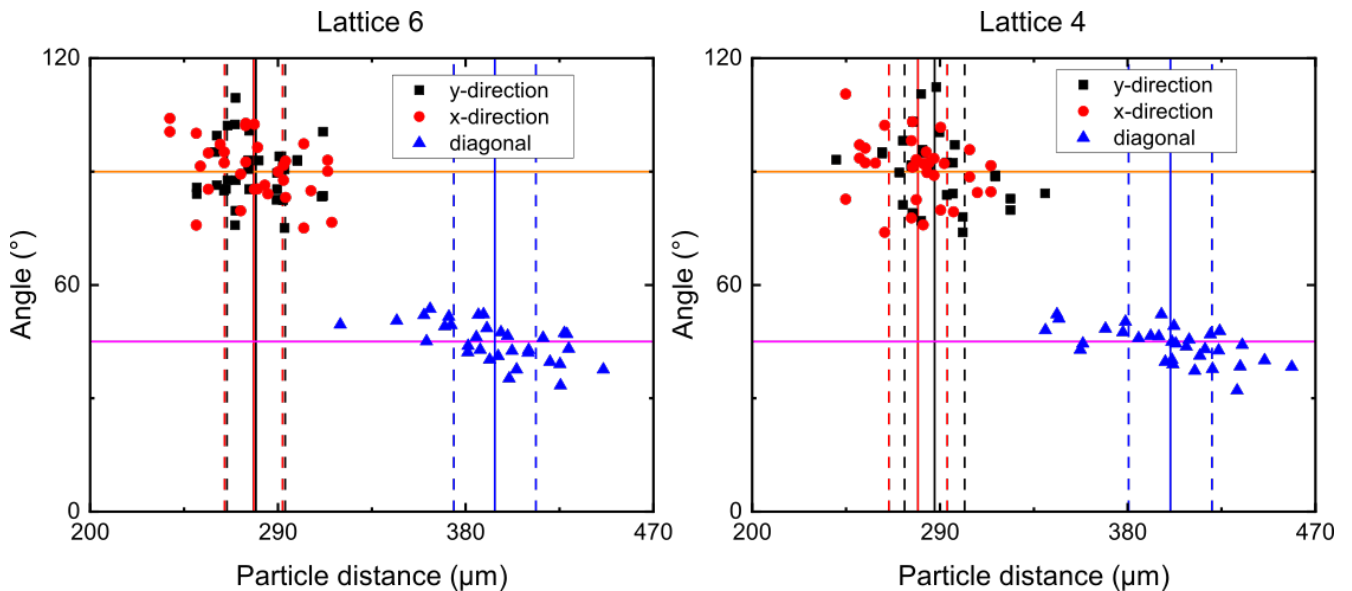 Lattice 6
120
60
0
Angle (°)
y-direction
x-direction
diagonal
200
290
380
470
Particle distance (μm)
Lattice 4
120
60
0
Angle (°)
y-direction
x-direction
diagonal
200
290
380
470
Particle distance (μm)